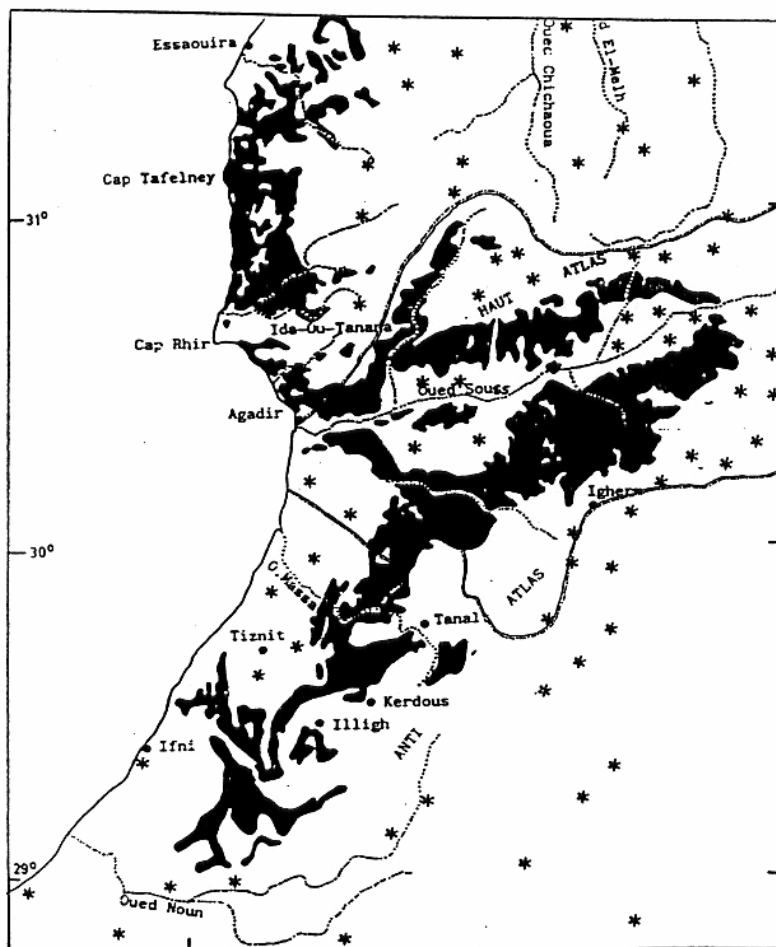 Essaouira
Oued Chichaoua
d El-Melh
Cap Tafelney
31°
ATLAS
HAUT
Ida-Ou-Tanana
Cap Rhir
Oued Souss
Agadir
Igherm
30°
O.Massa
ATLAS
Tanal
Tiznit
Kerdous
Illigh
Ifni
ANTI
29°
Oued Noun